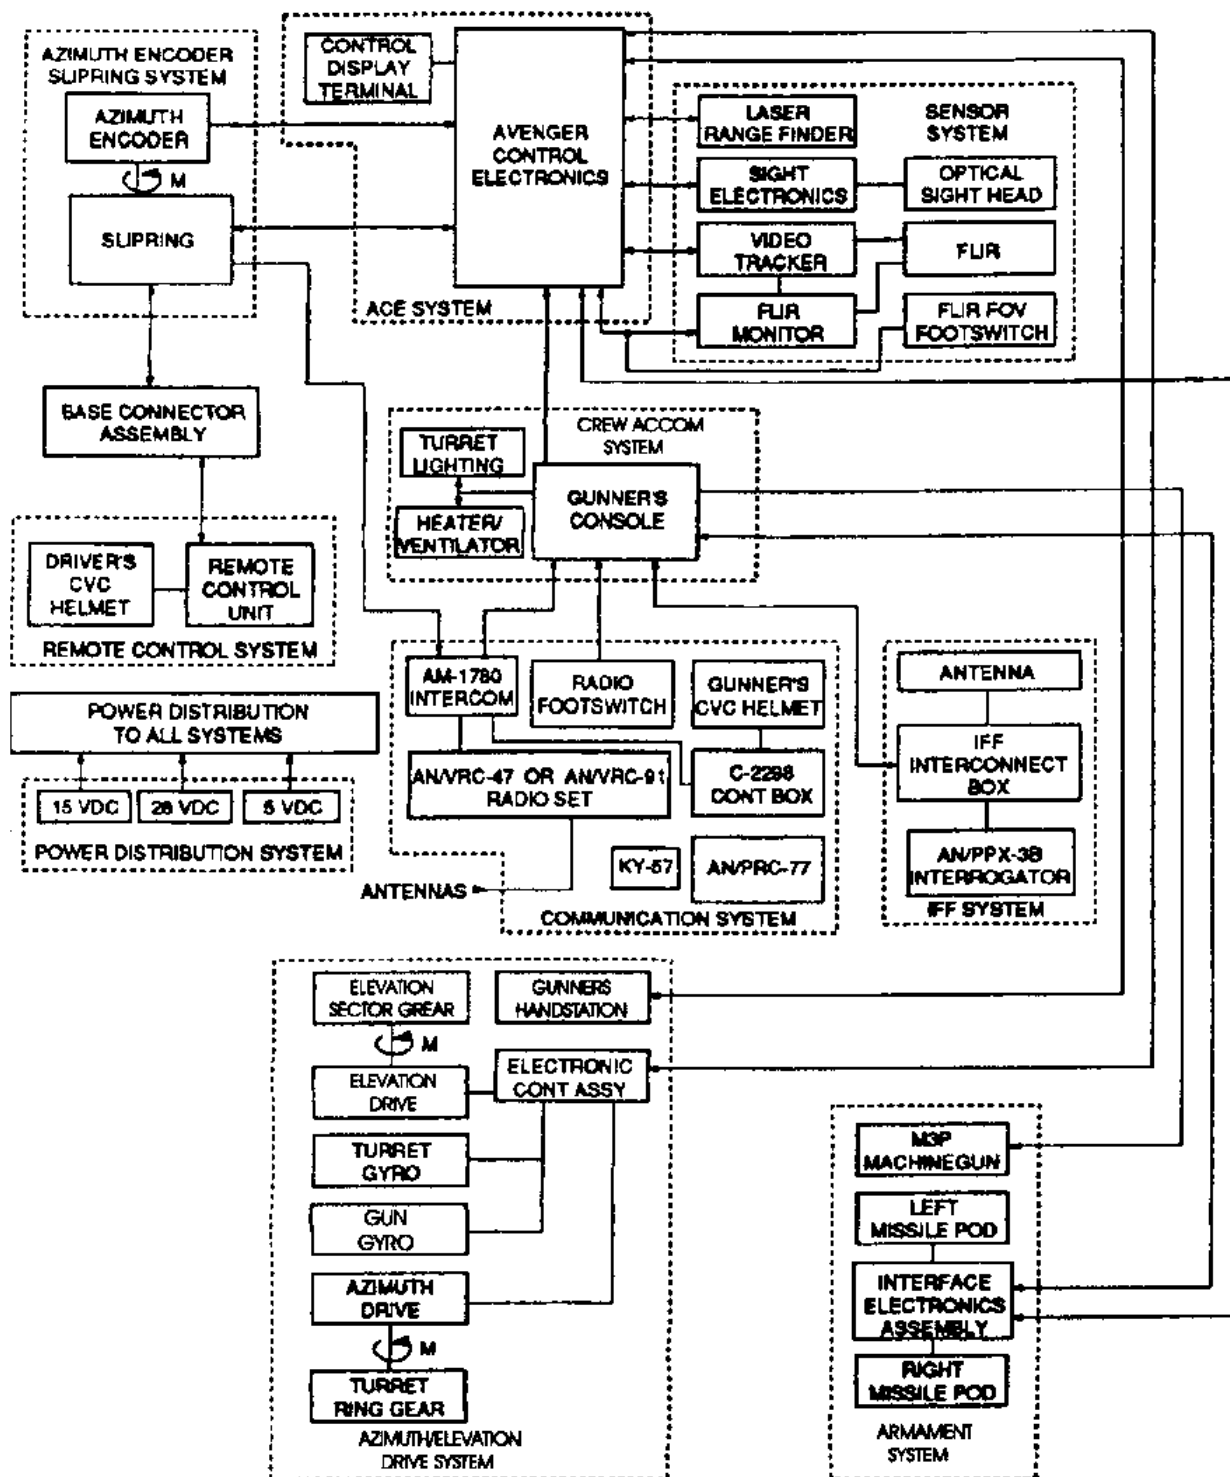 AZIMUTH ENCODER
SLIPRING SYSTEM
AZIMUTH
ENCODER
M
SLIPRING
CONTROL
DISPLAY
TERMINAL
AVENGER
CONTROL
ELECTRONICS
ACE SYSTEM
LASER
RANGE FINDER
SENSOR
SYSTEM
SIGHT
ELECTRONICS
OPTICAL
SIGHT HEAD
VIDEO
TRACKER
FLIR
FLIR
MONITOR
FLIR FOV
FOOTSWITCH
BASE CONNECTOR
ASSEMBLY
DRIVER'S
CVC
HELMET
REMOTE
CONTROL
UNIT
REMOTE CONTROL SYSTEM
CREW ACCOM
SYSTEM
TURRET
LIGHTING
GUNNER'S
CONSOLE
HEATER/
VENTILATOR
POWER DISTRIBUTION
TO ALL SYSTEMS
15 VDC
28 VDC
5 VDC
POWER DISTRIBUTION SYSTEM
AM-1780
INTERCOM
RADIO
FOOTSWITCH
GUNNER'S
CVC HELMET
AN/VRC-47 OR AN/VRC-91
RADIO SET
C-2298
CONT BOX
KY-57
AN/PRC-77
ANTENNAS
COMMUNICATION SYSTEM
ANTENNA
IFF
INTERCONNECT
BOX
AN/PPX-3B
INTERROGATOR
IFF SYSTEM
ELEVATION
SECTOR GREAR
M
GUNNERS
HANDSTATION
ELEVATION
DRIVE
ELECTRONIC
CONT ASSY
TURRET
GYRO
GUN
GYRO
AZIMUTH
DRIVE
M
TURRET
RING GEAR
AZIMUTH/ELEVATION
DRIVE SYSTEM
M3P
MACHINEGUN
LEFT
MISSILE POD
INTERFACE
ELECTRONICS
ASSEMBLY
RIGHT
MISSILE POD
ARMAMENT
SYSTEM